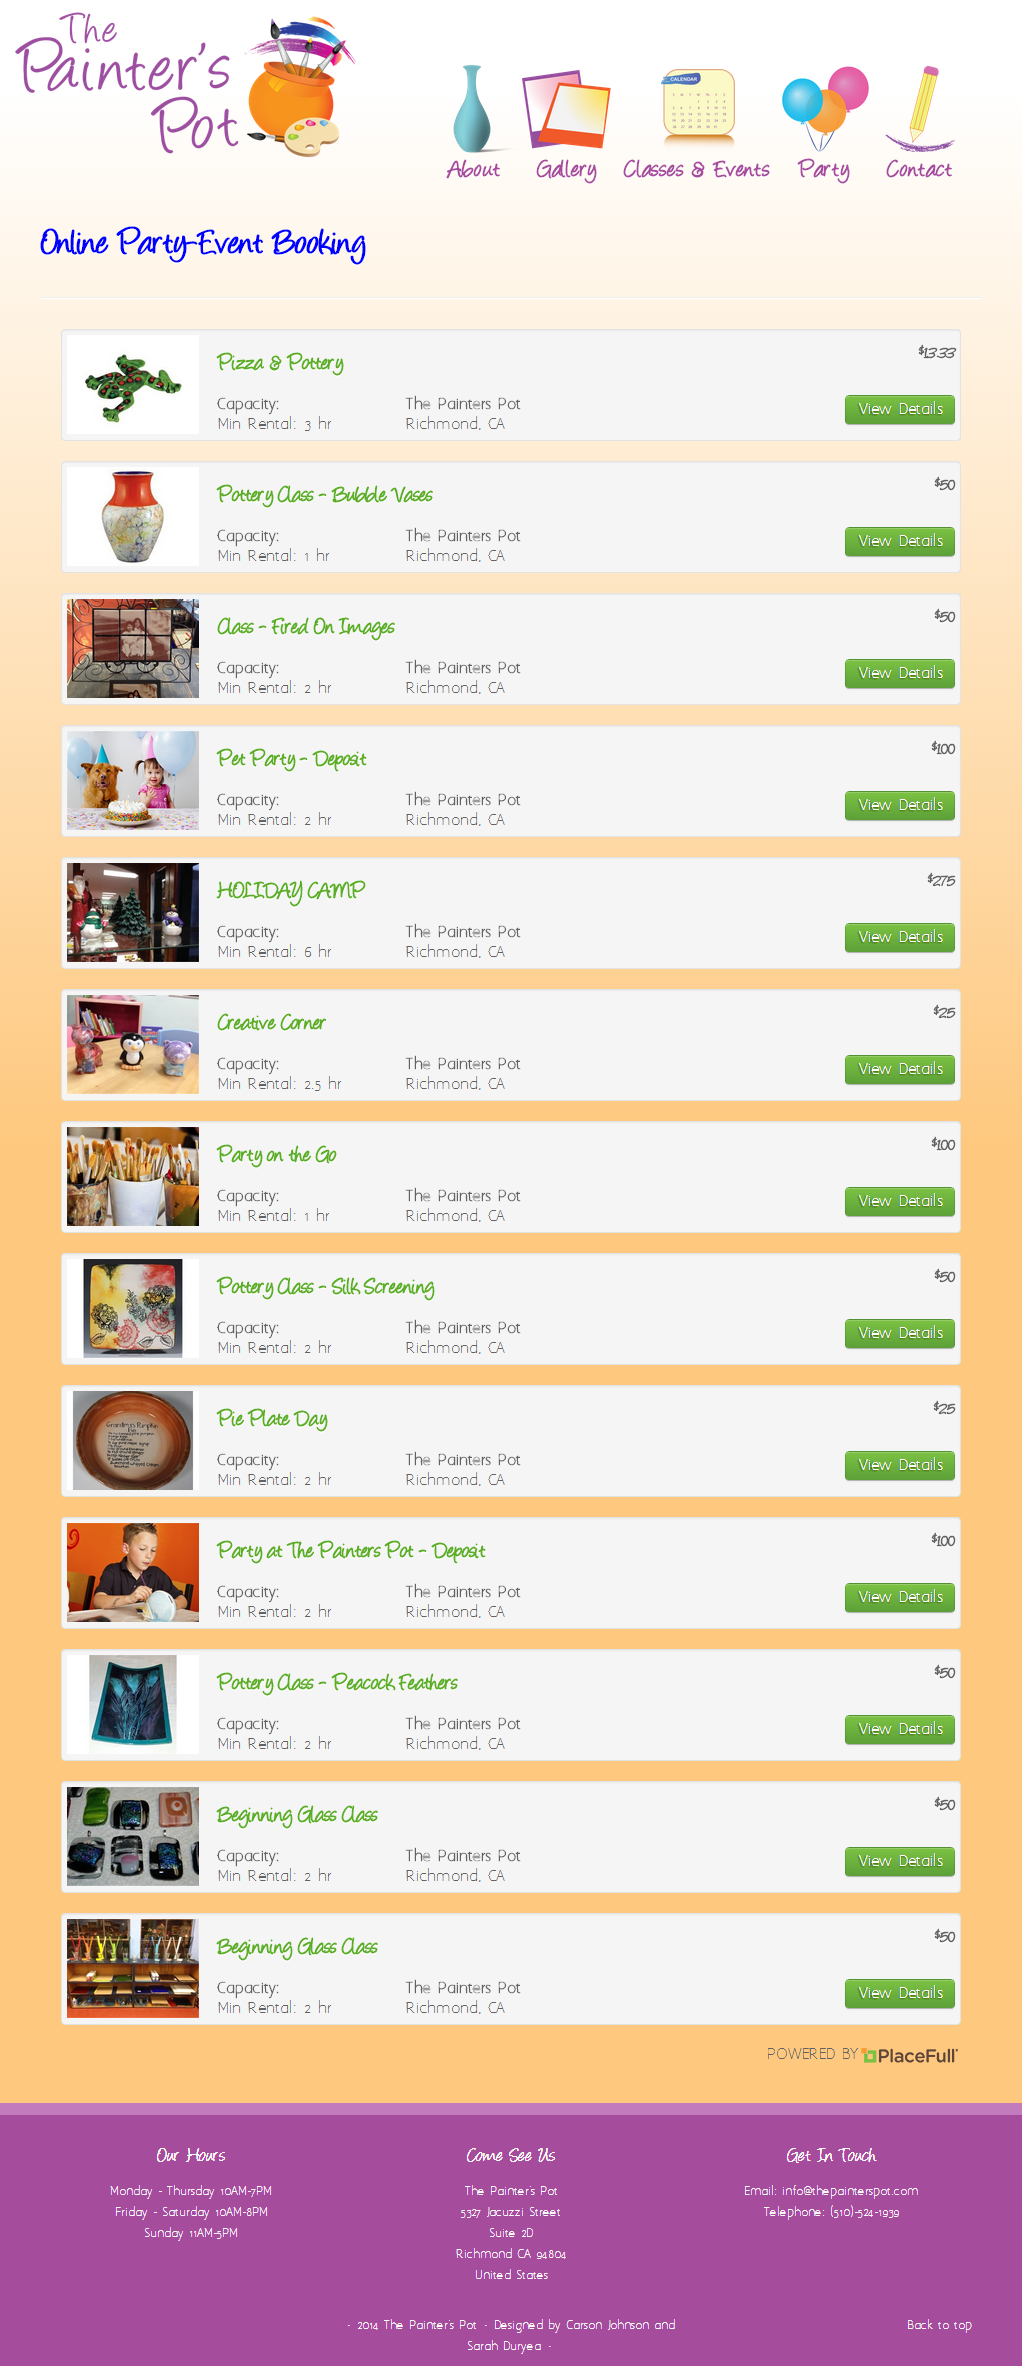 The
Painter's
Pot
CALENDAR
About
Gallery
Classes & Events
Party
Contact
Online Party-Event Booking
Pizza & Pottery
$13.33
Capacity:
The Painters Pot
View Details
Min Rental: 3 hr
Richmond, CA
Pottery Class - Bubble Vases
$50
Capacity:
The Painters Pot
View Details
Min Rental: 1 hr
Richmond, CA
Class - Fired On Images
$50
Capacity:
The Painters Pot
View Details
Min Rental: 2 hr
Richmond, CA
Pet Party - Deposit
$100
Capacity:
The Painters Pot
View Details
Min Rental: 2 hr
Richmond, CA
HOLIDAY CAMP
$275
Capacity:
The Painters Pot
View Details
Min Rental: 6 hr
Richmond, CA
Creative Corner
$25
Capacity:
The Painters Pot
View Details
Min Rental: 2.5 hr
Richmond, CA
Party on the Go
$100
Capacity:
The Painters Pot
View Details
Min Rental: 1 hr
Richmond, CA
Pottery Class - Silk Screening
$50
Capacity:
The Painters Pot
View Details
Min Rental: 2 hr
Richmond, CA
Grandma's Pumpkin
Pie
Pie Plate Day
$25
Capacity:
The Painters Pot
View Details
Min Rental: 2 hr
Richmond, CA
Party at The Painters Pot - Deposit
$100
Capacity:
The Painters Pot
View Details
Min Rental: 2 hr
Richmond, CA
Pottery Class - Peacock Feathers
$50
Capacity:
The Painters Pot
View Details
Min Rental: 2 hr
Richmond, CA
Beginning Glass Class
$50
Capacity:
The Painters Pot
View Details
Min Rental: 2 hr
Richmond, CA
Beginning Glass Class
$50
Capacity:
The Painters Pot
View Details
Min Rental: 2 hr
Richmond, CA
POWERED BY PlaceFull
Our Hours
Monday - Thursday 10AM-7PM
Friday - Saturday 10AM-8PM
Sunday 11AM-5PM
Come See Us
The Painter's Pot
5327 Jacuzzi Street
Suite 2D
Richmond CA 94804
United States
Get In Touch
Email: info@thepainterspot.com
Telephone: (510)-524-1939
· 2014 The Painter's Pot · Designed by Carson Johnson and
Sarah Duryea ·
Back to top